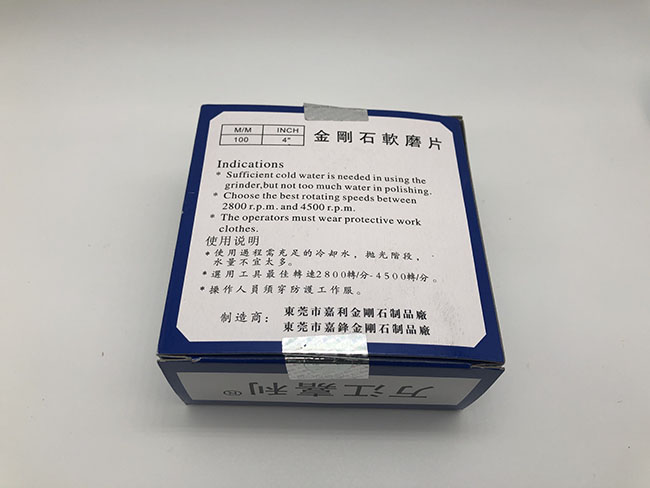 M/M INCH
100 4"
金剛石軟磨片
Indications
* Sufficient cold water is needed in using the
grinder,but not too much water in polishing.
* Choose the best rotating speeds between
2800 r.p.m. and 4500 r.p.m.
* The operators must wear protective work
clothes.
使用说明
* 使用過程需充足的冷却水，抛光階段，
水量不宜太多。
* 選用工具最佳轉速2800轉/分-4500轉/分。
* 操作人員須穿防護工作服。
制造商： 東莞市嘉利金剛石制品廠
東莞市嘉鋒金剛石制品廠
万江嘉利®